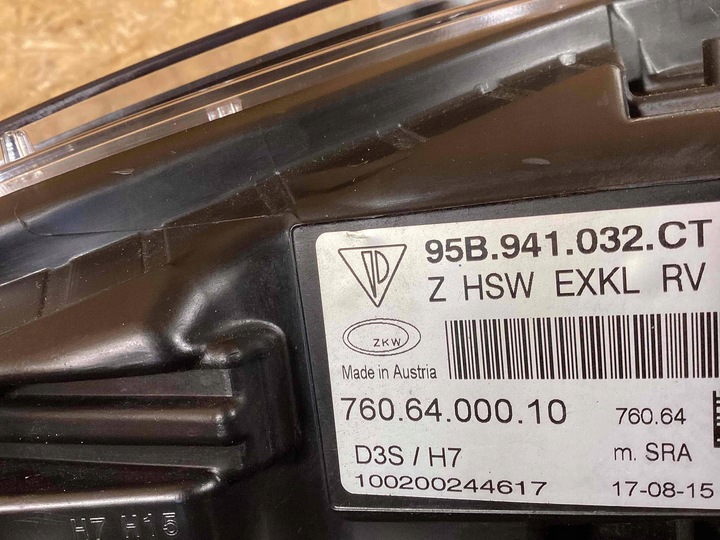 95B.941.032.CT
Z HSW EXKL RV
ZKW
Made in Austria
760.64.000.10 760.64
D3S / H7 m. SRA
100200244617 17-08-15
H7 H15